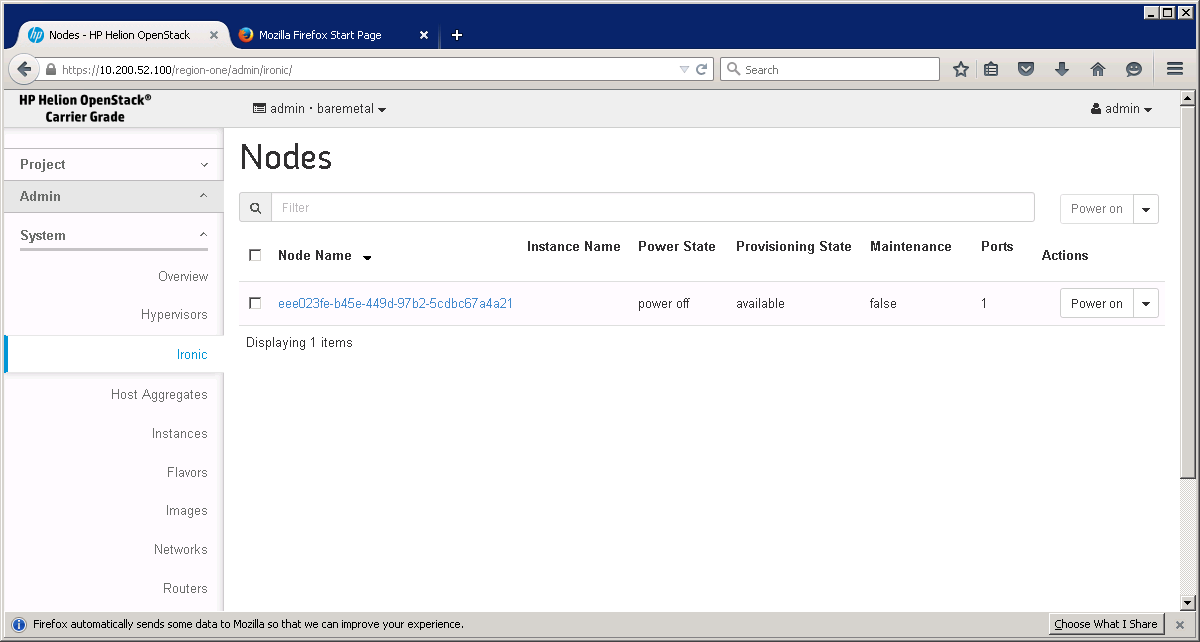 Nodes - HP Helion OpenStack
Mozilla Firefox Start Page
https://10.200.52.100/region-one/admin/ironic/
Search
HP Helion OpenStack®
Carrier Grade
admin · baremetal
admin
Project
Admin
System
Overview
Hypervisors
Ironic
Host Aggregates
Instances
Flavors
Images
Networks
Routers
Nodes
Filter
Power on
Node Name Instance Name Power State Provisioning State Maintenance Ports Actions
eee023fe-b45e-449d-97b2-5cdbc67a4a21 power off available false 1 Power on
Displaying 1 items
Firefox automatically sends some data to Mozilla so that we can improve your experience.
Choose What I Share